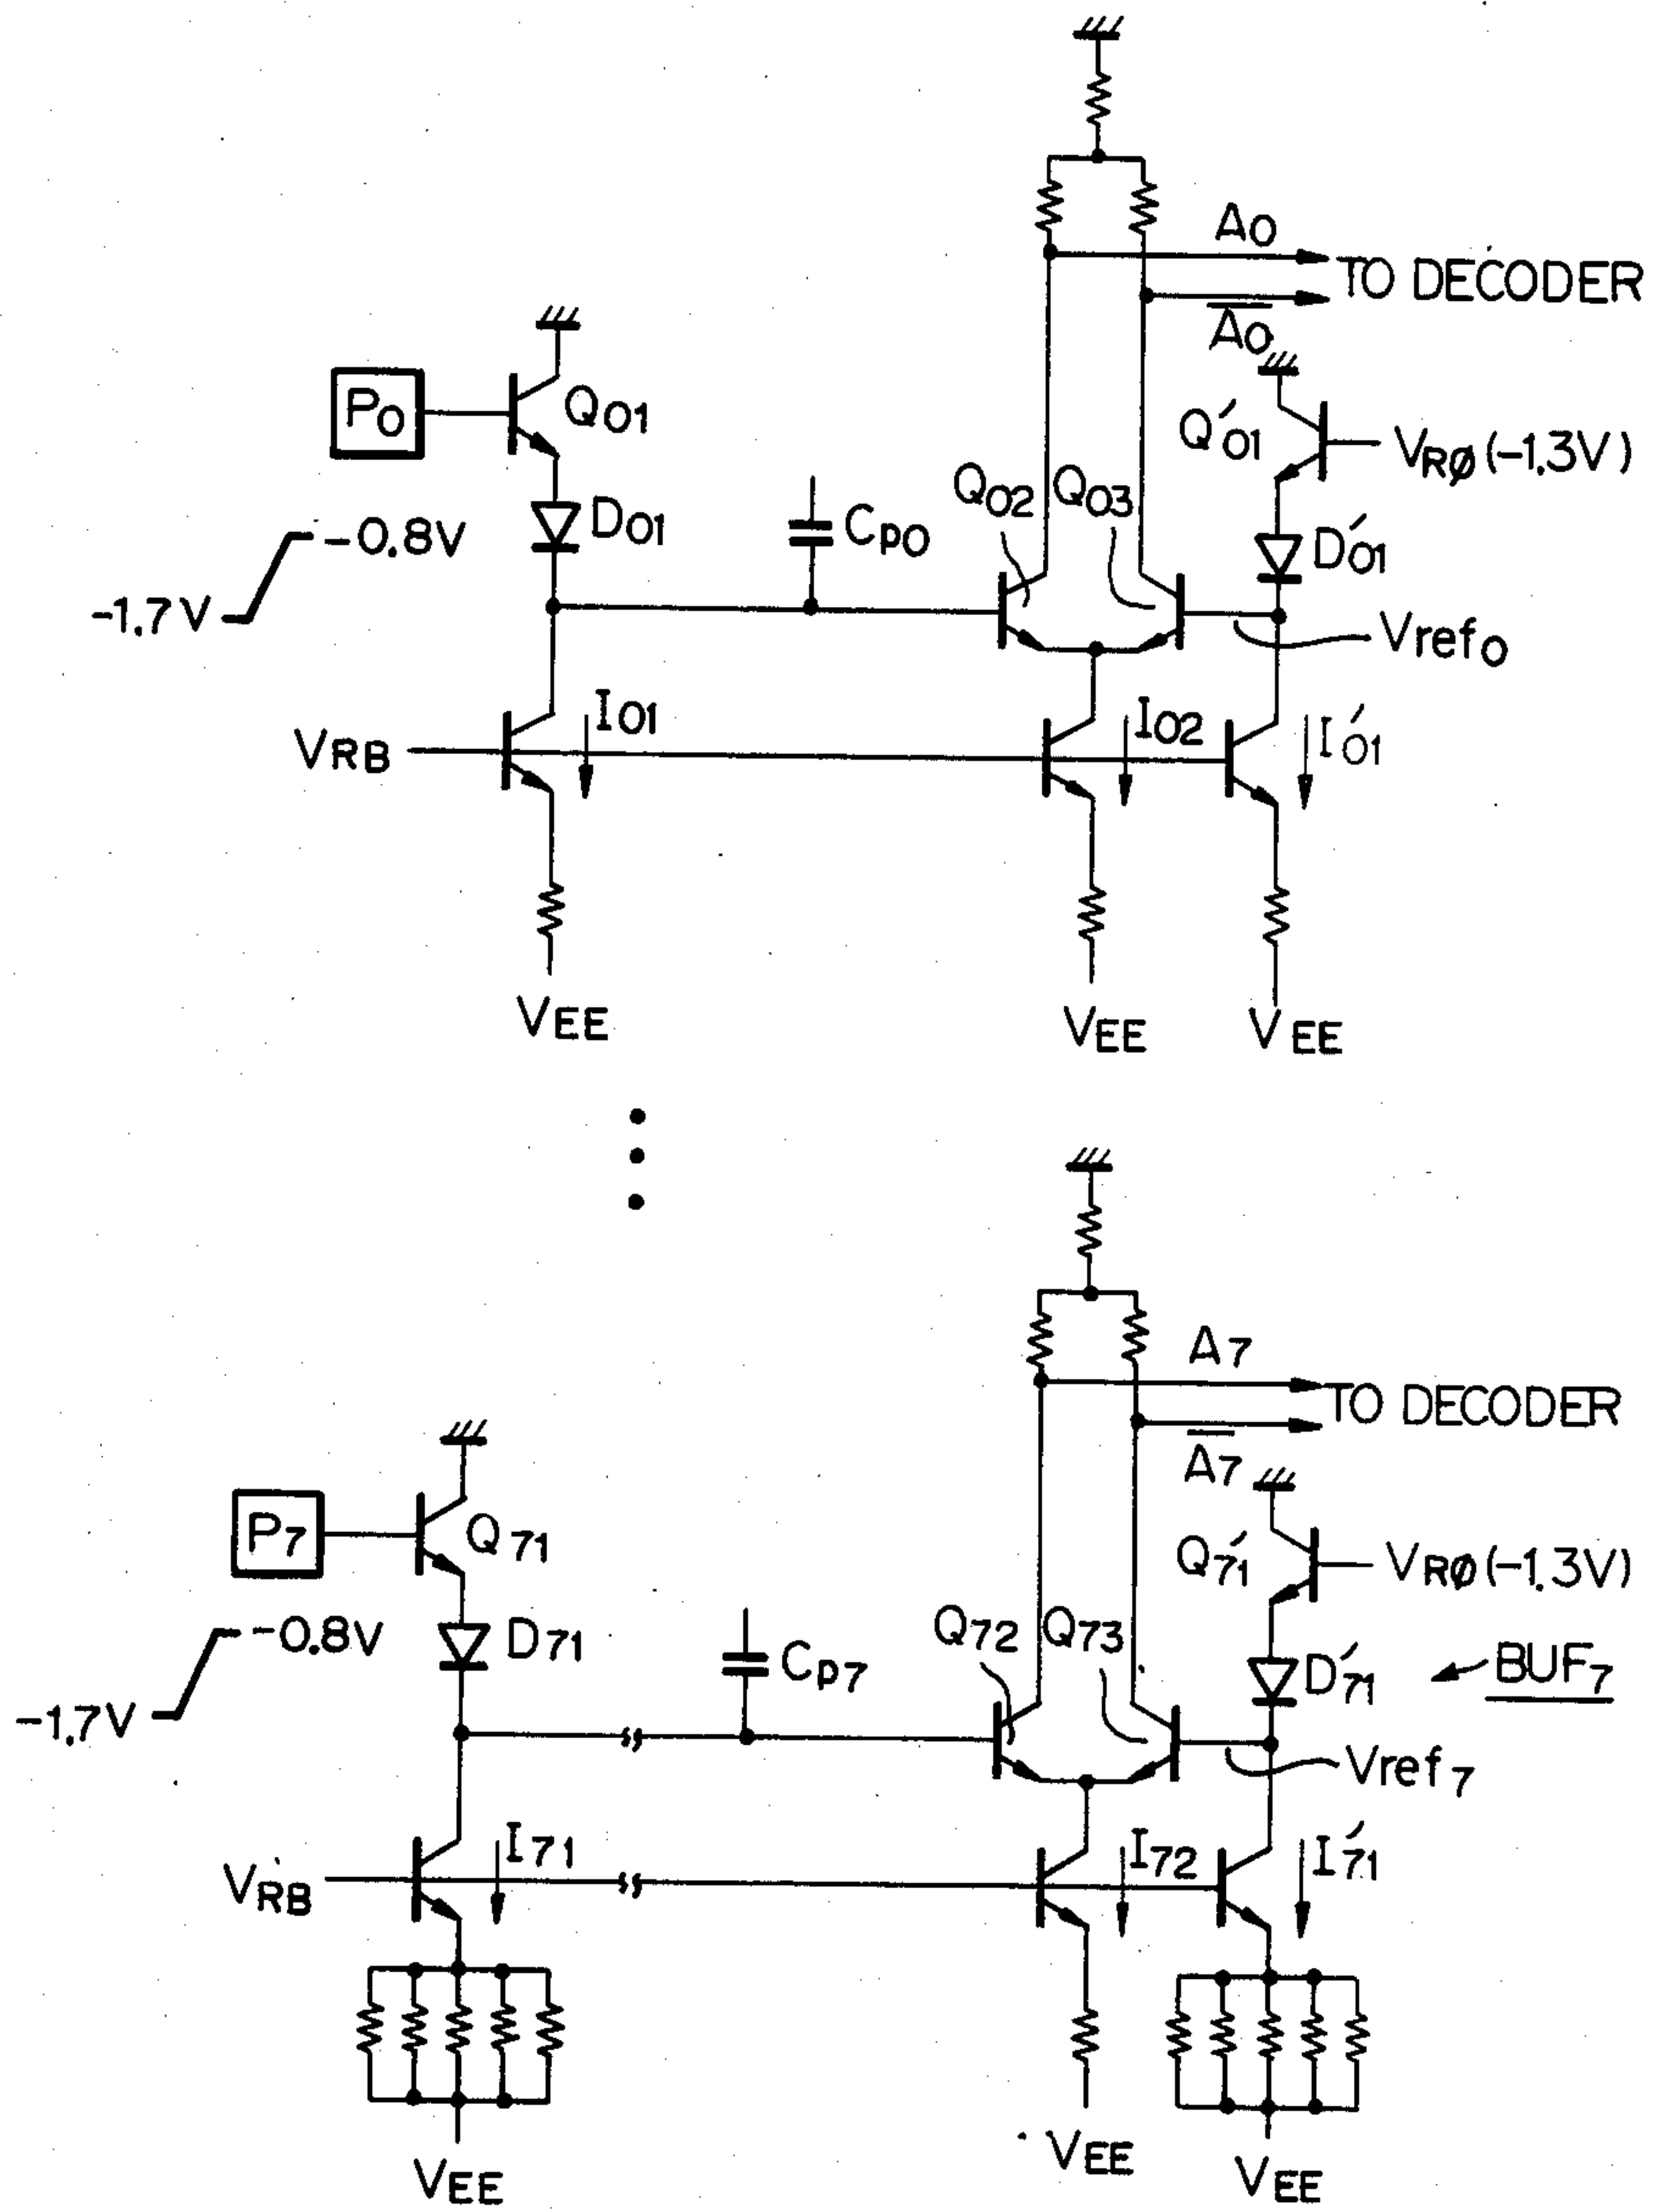 A0
TO DECODER
A0
P0
Q01
Q'01
VRø (-1.3V)
Q02
Q03
D01
Cp0
D'01
-0.8V
-1.7V
Vref0
I01
I02
I'01
VRB
VEE
VEE
VEE
A7
TO DECODER
A7
P7
Q71
Q'71
VRø (-1.3V)
Q72
Q73
D71
Cp7
D'71
BUF7
-0.8V
-1.7V
Vref7
I71
I72
I'71
VRB
VEE
VEE
VEE